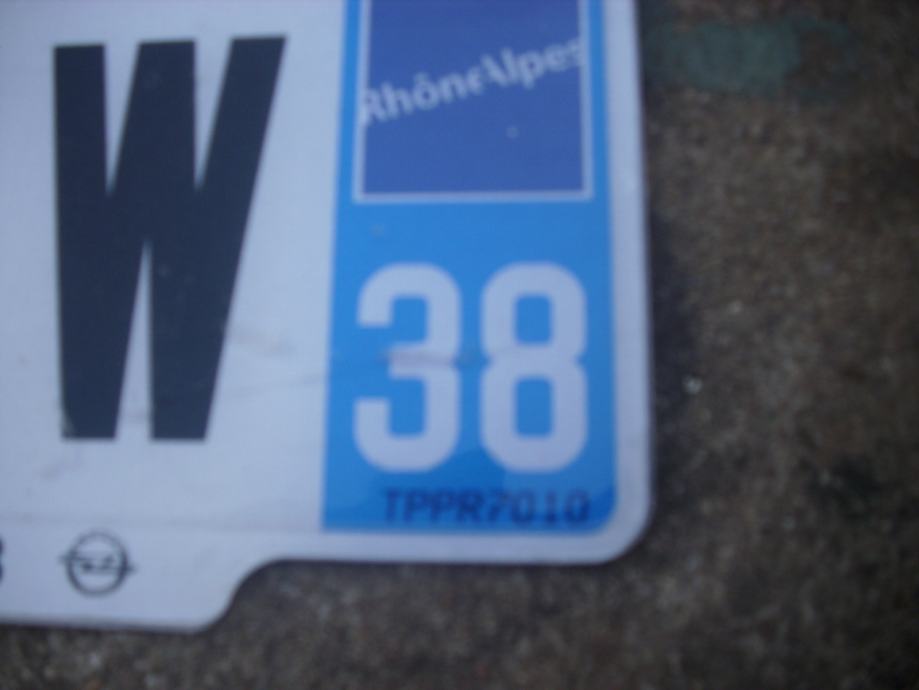 W
RhôneAlpes
38
TPPR7010